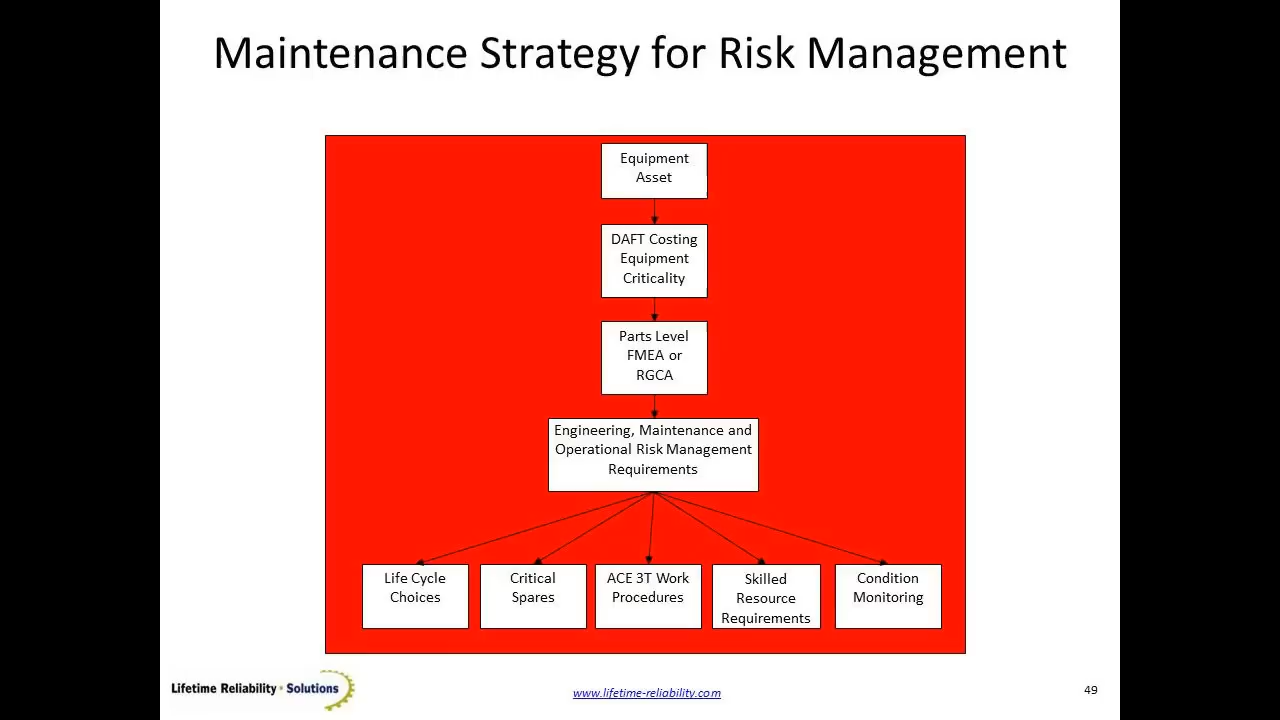 Maintenance Strategy for Risk Management
Equipment
Asset
DAFT Costing
Equipment
Criticality
Parts Level
FMEA or
RGCA
Engineering, Maintenance and
Operational Risk Management
Requirements
Life Cycle
Choices
Critical
Spares
ACE 3T Work
Procedures
Skilled
Resource
Requirements
Condition
Monitoring
Lifetime Reliability • Solutions
www.lifetime-reliability.com
49